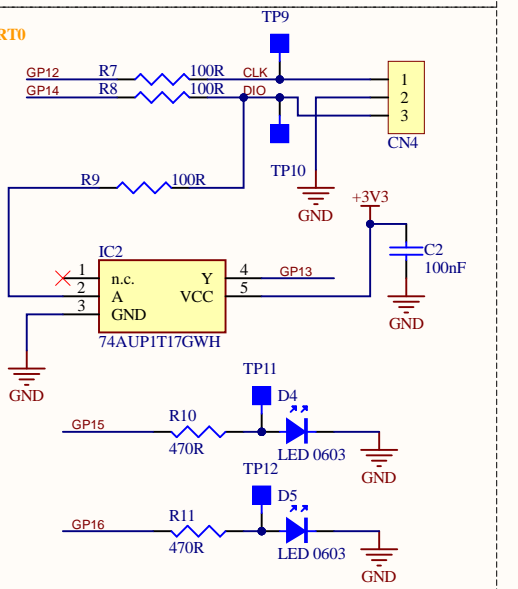 TP9
RT0
GP12 R7 100R CLK
GP14 R8 100R DIO
1
2
3
CN4
TP10
R9 100R
GND
+3V3
C2
100nF
GND
IC2
1 n.c. Y 4 GP13
2 A VCC 5
3 GND
74AUP1T17GWH
GND
TP11
D4
GP15 R10
470R LED 0603
GND
TP12
D5
GP16 R11
470R LED 0603
GND